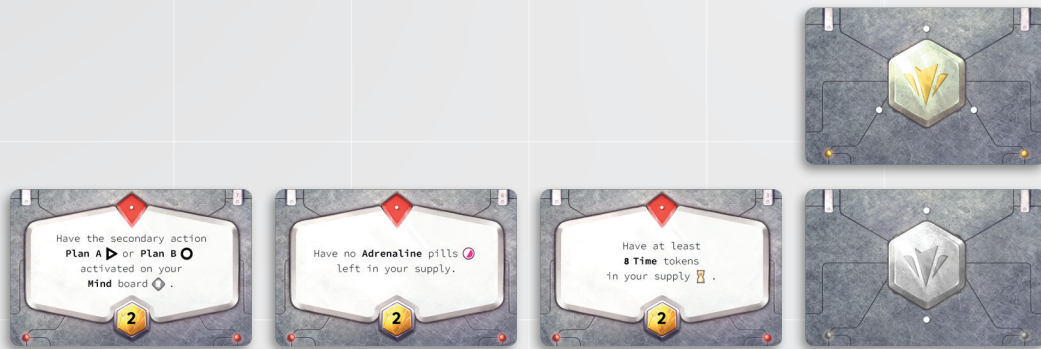 Have the secondary action
Plan A or Plan B
activated on your
Mind board .
2
Have no Adrenaline pills
left in your supply.
2
Have at least
8 Time tokens
in your supply .
2